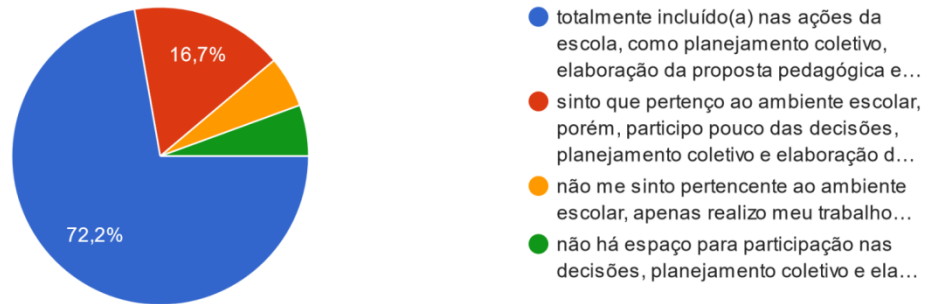 16,7%
72,2%
totalmente incluído(a) nas ações da
escola, como planejamento coletivo,
elaboração da proposta pedagógica e…
sinto que pertenço ao ambiente escolar,
porém, participo pouco das decisões,
planejamento coletivo e elaboração d…
não me sinto pertencente ao ambiente
escolar, apenas realizo meu trabalho…
não há espaço para participação nas
decisões, planejamento coletivo e ela…